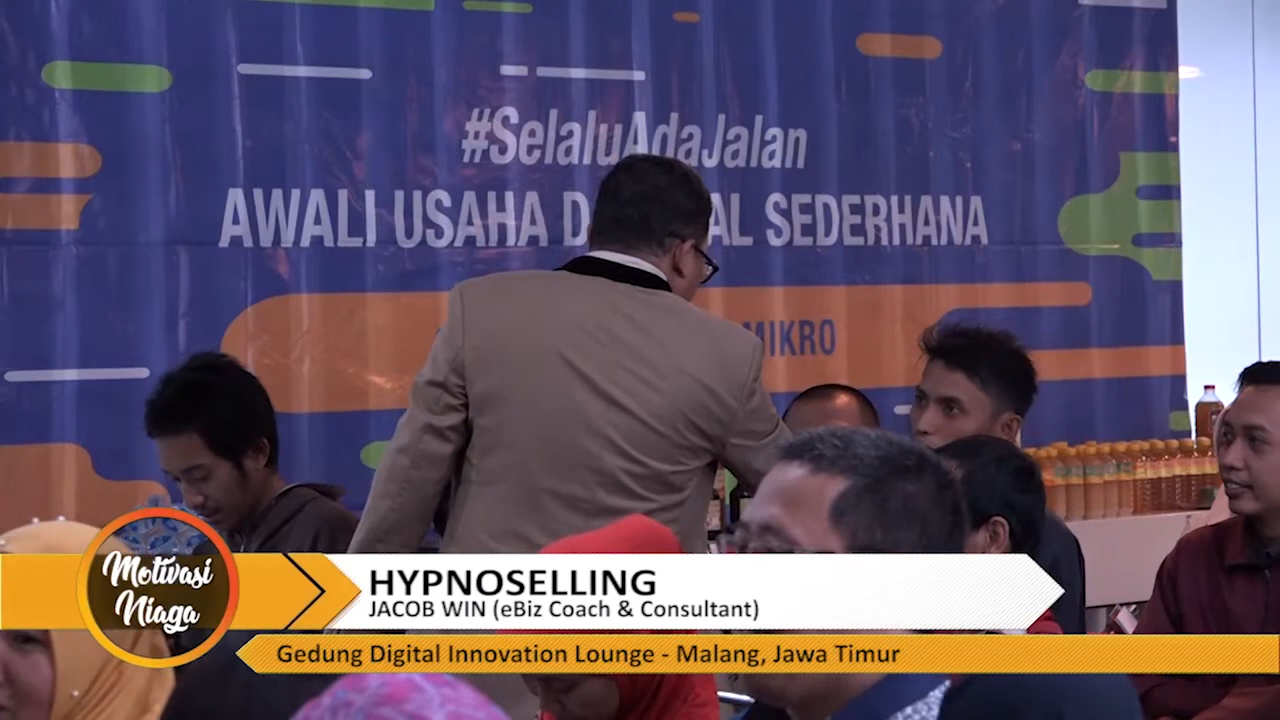 #SelaluAdaJalan
AWALI USAHA D AL SEDERHANA
MIKRO
Motivasi
Niaga
HYPNOSELLING
JACOB WIN (eBiz Coach & Consultant)
Gedung Digital Innovation Lounge - Malang, Jawa Timur